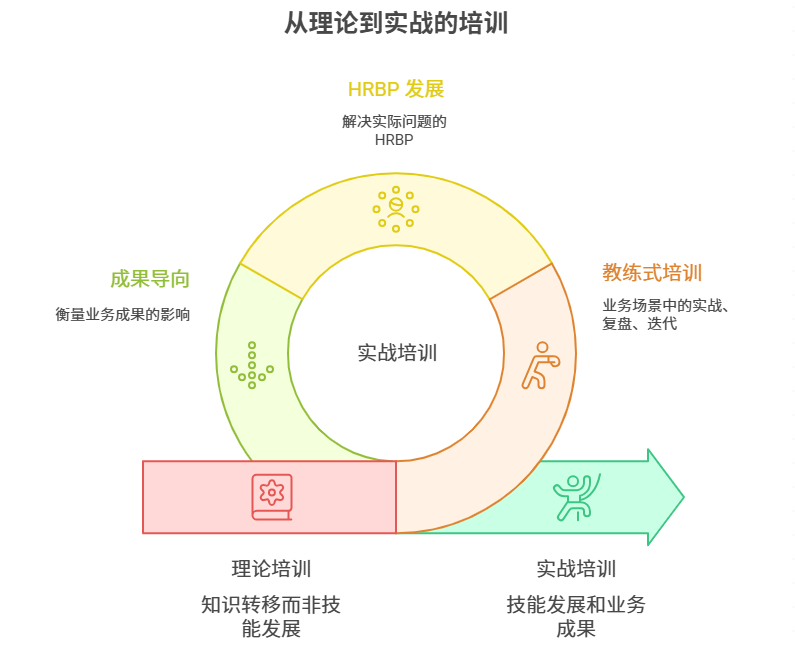 从理论到实战的培训
HRBP 发展
解决实际问题的
HRBP
成果导向
衡量业务成果的影响
教练式培训
业务场景中的实战、
复盘、迭代
实战培训
理论培训
知识转移而非技
能发展
实战培训
技能发展和业务
成果